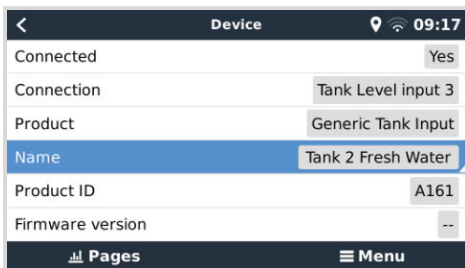 Device 09:17
Connected Yes
Connection Tank Level input 3
Product Generic Tank Input
Name Tank 2 Fresh Water
Product ID A161
Firmware version --
Pages Menu